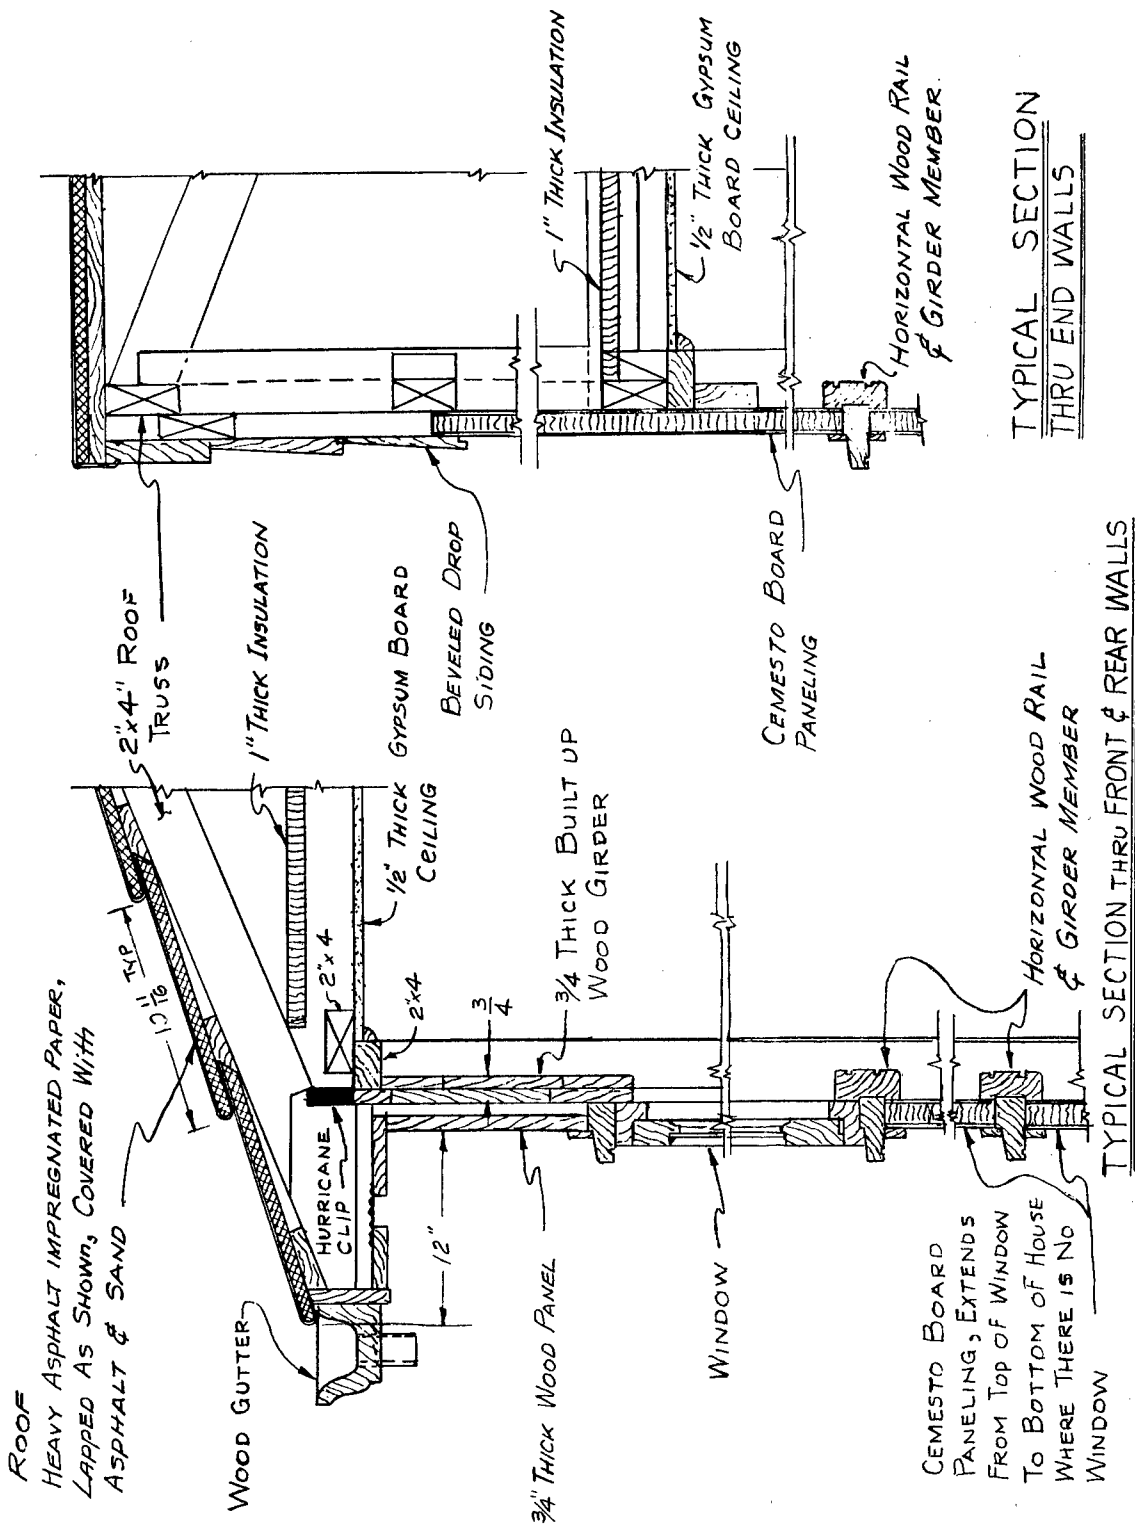 ROOF
HEAVY ASPHALT IMPREGNATED PAPER,
LAPPED AS SHOWN, COVERED WITH
ASPHALT & SAND
WOOD GUTTER
3/4" THICK WOOD PANEL
WINDOW
CEMESTO BOARD
PANELING, EXTENDS
FROM TOP OF WINDOW
TO BOTTOM OF HOUSE
WHERE THERE IS NO
WINDOW
TYP
HURRICANE
CLIP
12"
2"x4
2"x4
3/4
2"x4" ROOF
TRUSS
1" THICK INSULATION
1/2" THICK GYPSUM BOARD
CEILING
3/4 THICK BUILT UP
WOOD GIRDER
HORIZONTAL WOOD RAIL
& GIRDER MEMBER
TYPICAL SECTION THRU FRONT & REAR WALLS
BEVELED DROP
SIDING
CEMESTO BOARD
PANELING
1" THICK INSULATION
1/2" THICK GYPSUM
BOARD CEILING
HORIZONTAL WOOD RAIL
& GIRDER MEMBER.
TYPICAL SECTION
THRU END WALLS